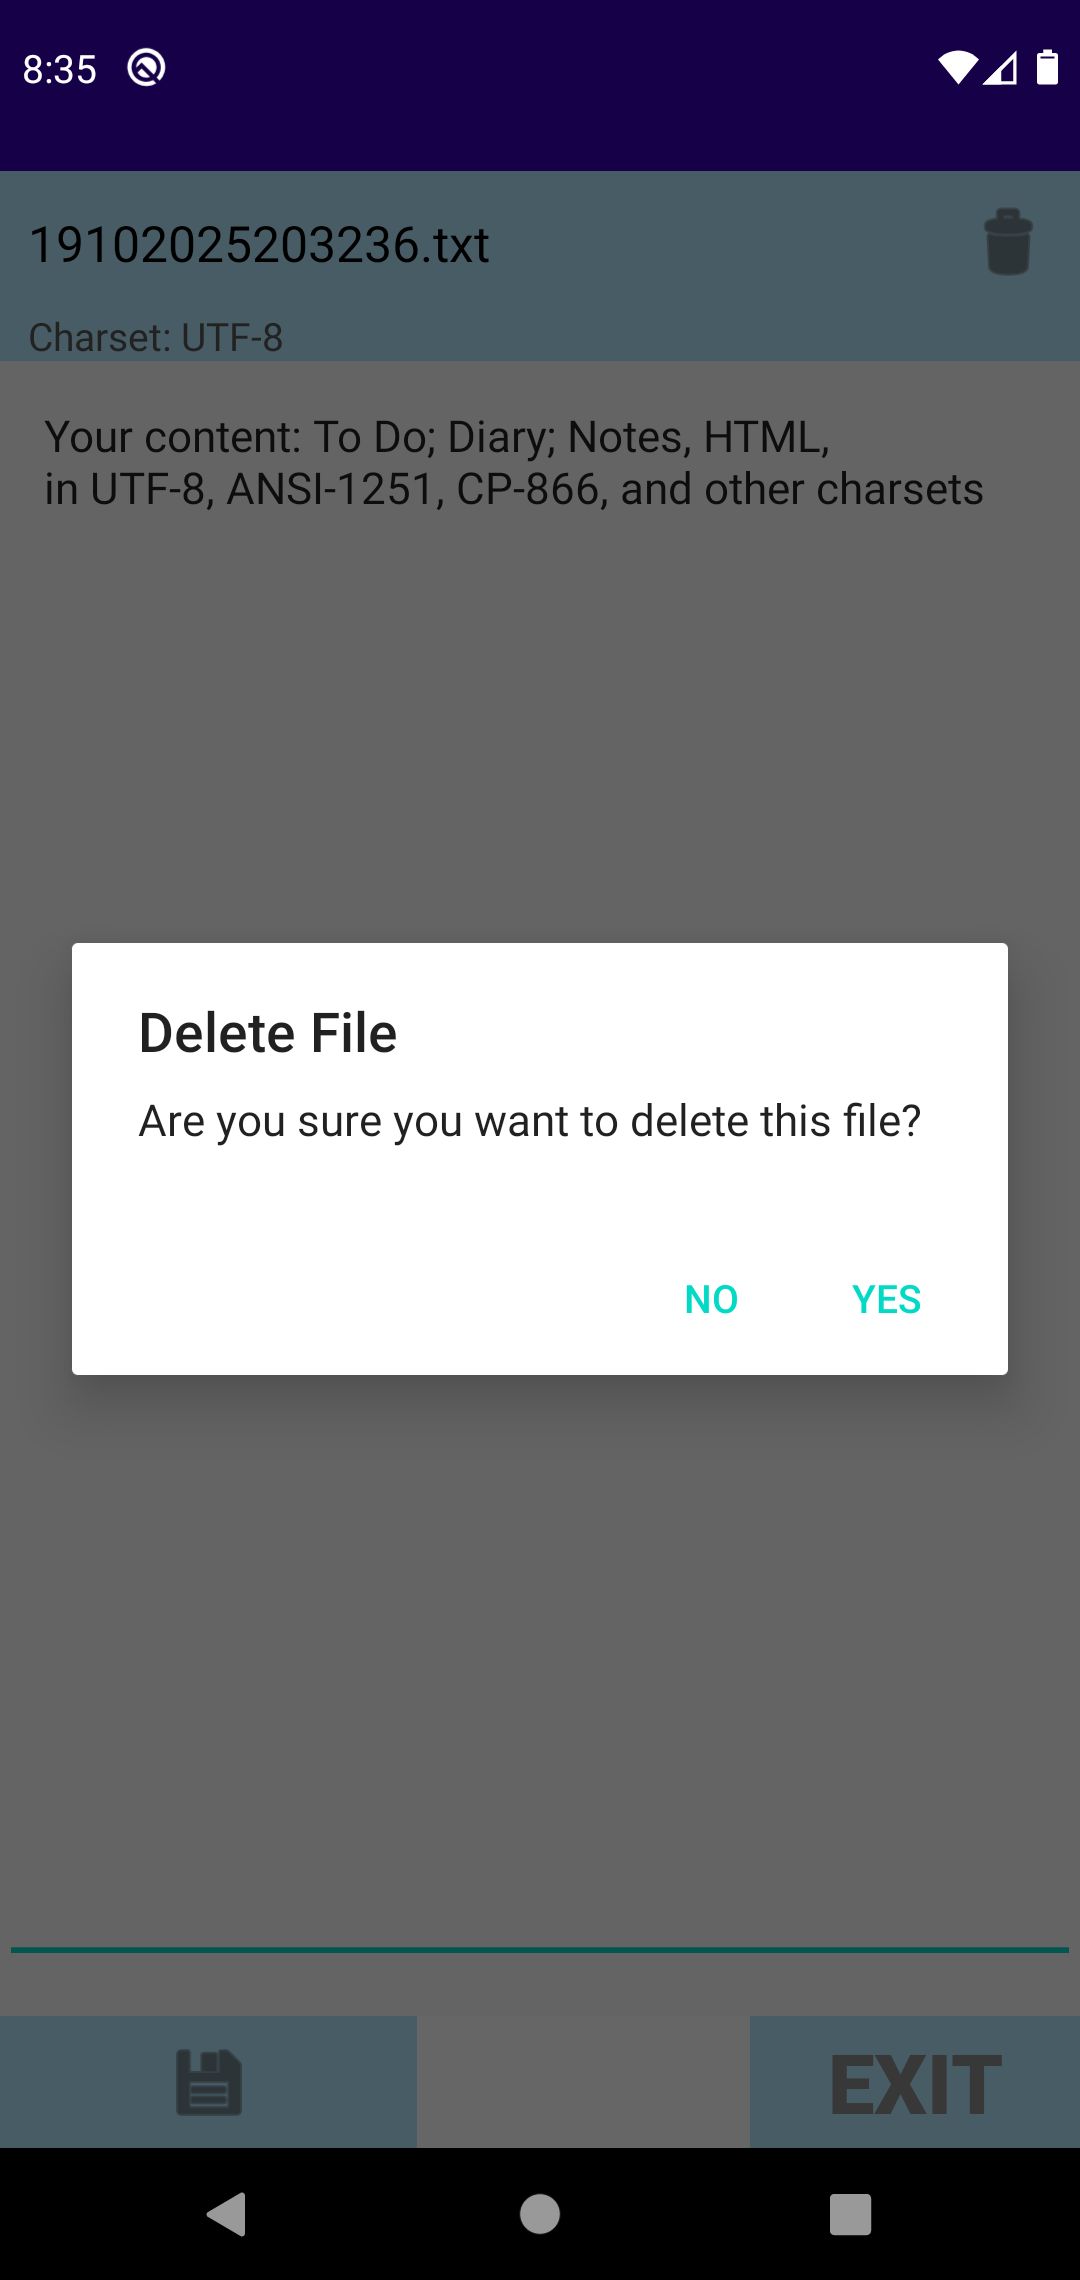 8:35
19102025203236.txt
Charset: UTF-8
Your content: To Do; Diary; Notes, HTML,
in UTF-8, ANSI-1251, CP-866, and other charsets
Delete File
Are you sure you want to delete this file?
NO YES
EXIT